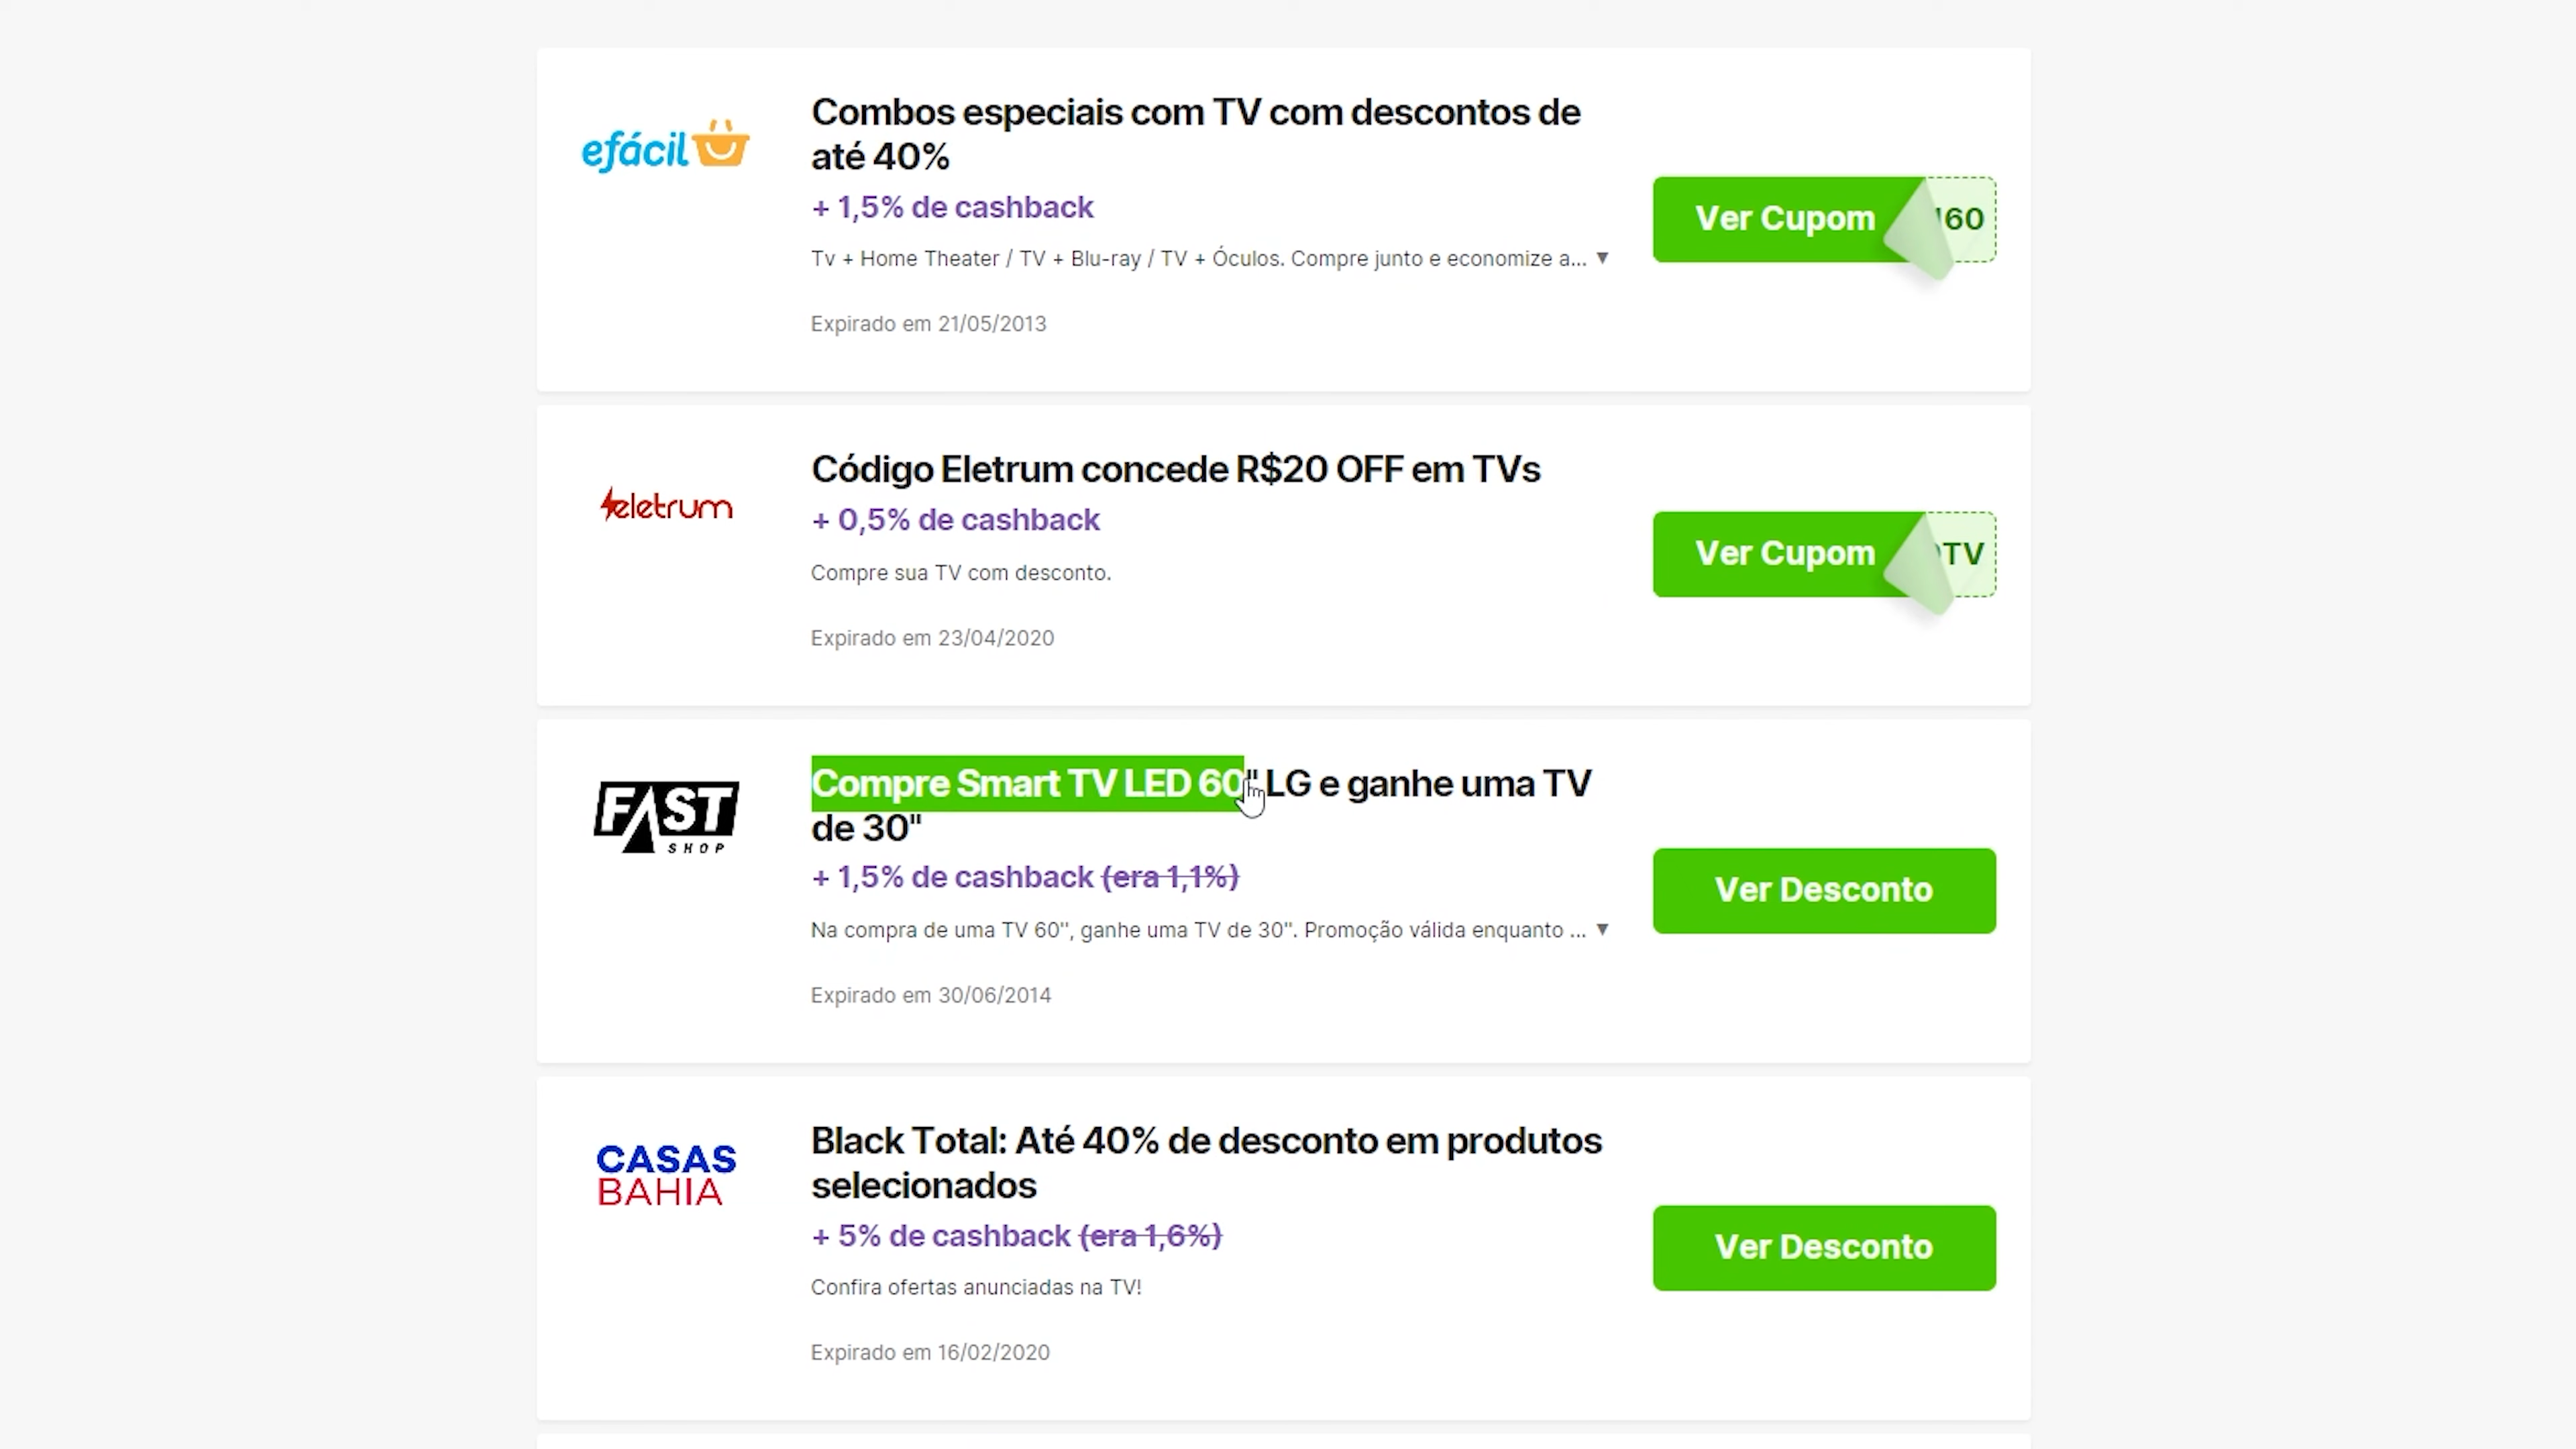 efácil
Combos especiais com TV com descontos de
até 40%
+ 1,5% de cashback
Tv + Home Theater / TV + Blu-ray / TV + Óculos. Compre junto e economize a... ▼
Expirado em 21/05/2013
Ver Cupom
60
eletrum
Código Eletrum concede R$20 OFF em TVs
+ 0,5% de cashback
Compre sua TV com desconto.
Expirado em 23/04/2020
Ver Cupom
TV
FAST
SHOP
Compre Smart TV LED 60" LG e ganhe uma TV
de 30"
+ 1,5% de cashback (era 1,1%)
Na compra de uma TV 60", ganhe uma TV de 30". Promoção válida enquanto ... ▼
Expirado em 30/06/2014
Ver Desconto
CASAS
BAHIA
Black Total: Até 40% de desconto em produtos
selecionados
+ 5% de cashback (era 1,6%)
Confira ofertas anunciadas na TV!
Expirado em 16/02/2020
Ver Desconto